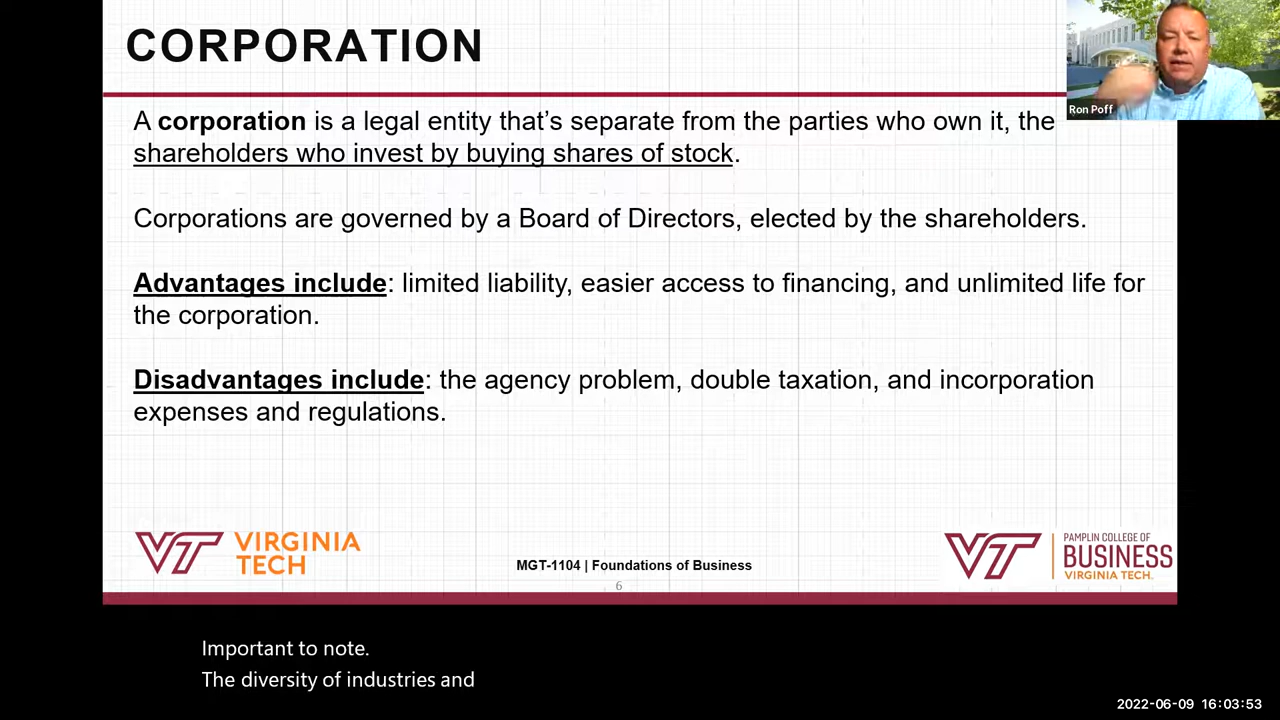 CORPORATION
Ron Poff
A corporation is a legal entity that’s separate from the parties who own it, the
shareholders who invest by buying shares of stock.
Corporations are governed by a Board of Directors, elected by the shareholders.
Advantages include: limited liability, easier access to financing, and unlimited life for
the corporation.
Disadvantages include: the agency problem, double taxation, and incorporation
expenses and regulations.
VT VIRGINIA
TECH
MGT-1104 | Foundations of Business
6
VT PAMPLIN COLLEGE OF
BUSINESS
VIRGINIA TECH.
Important to note.
The diversity of industries and
2022-06-09 16:03:53